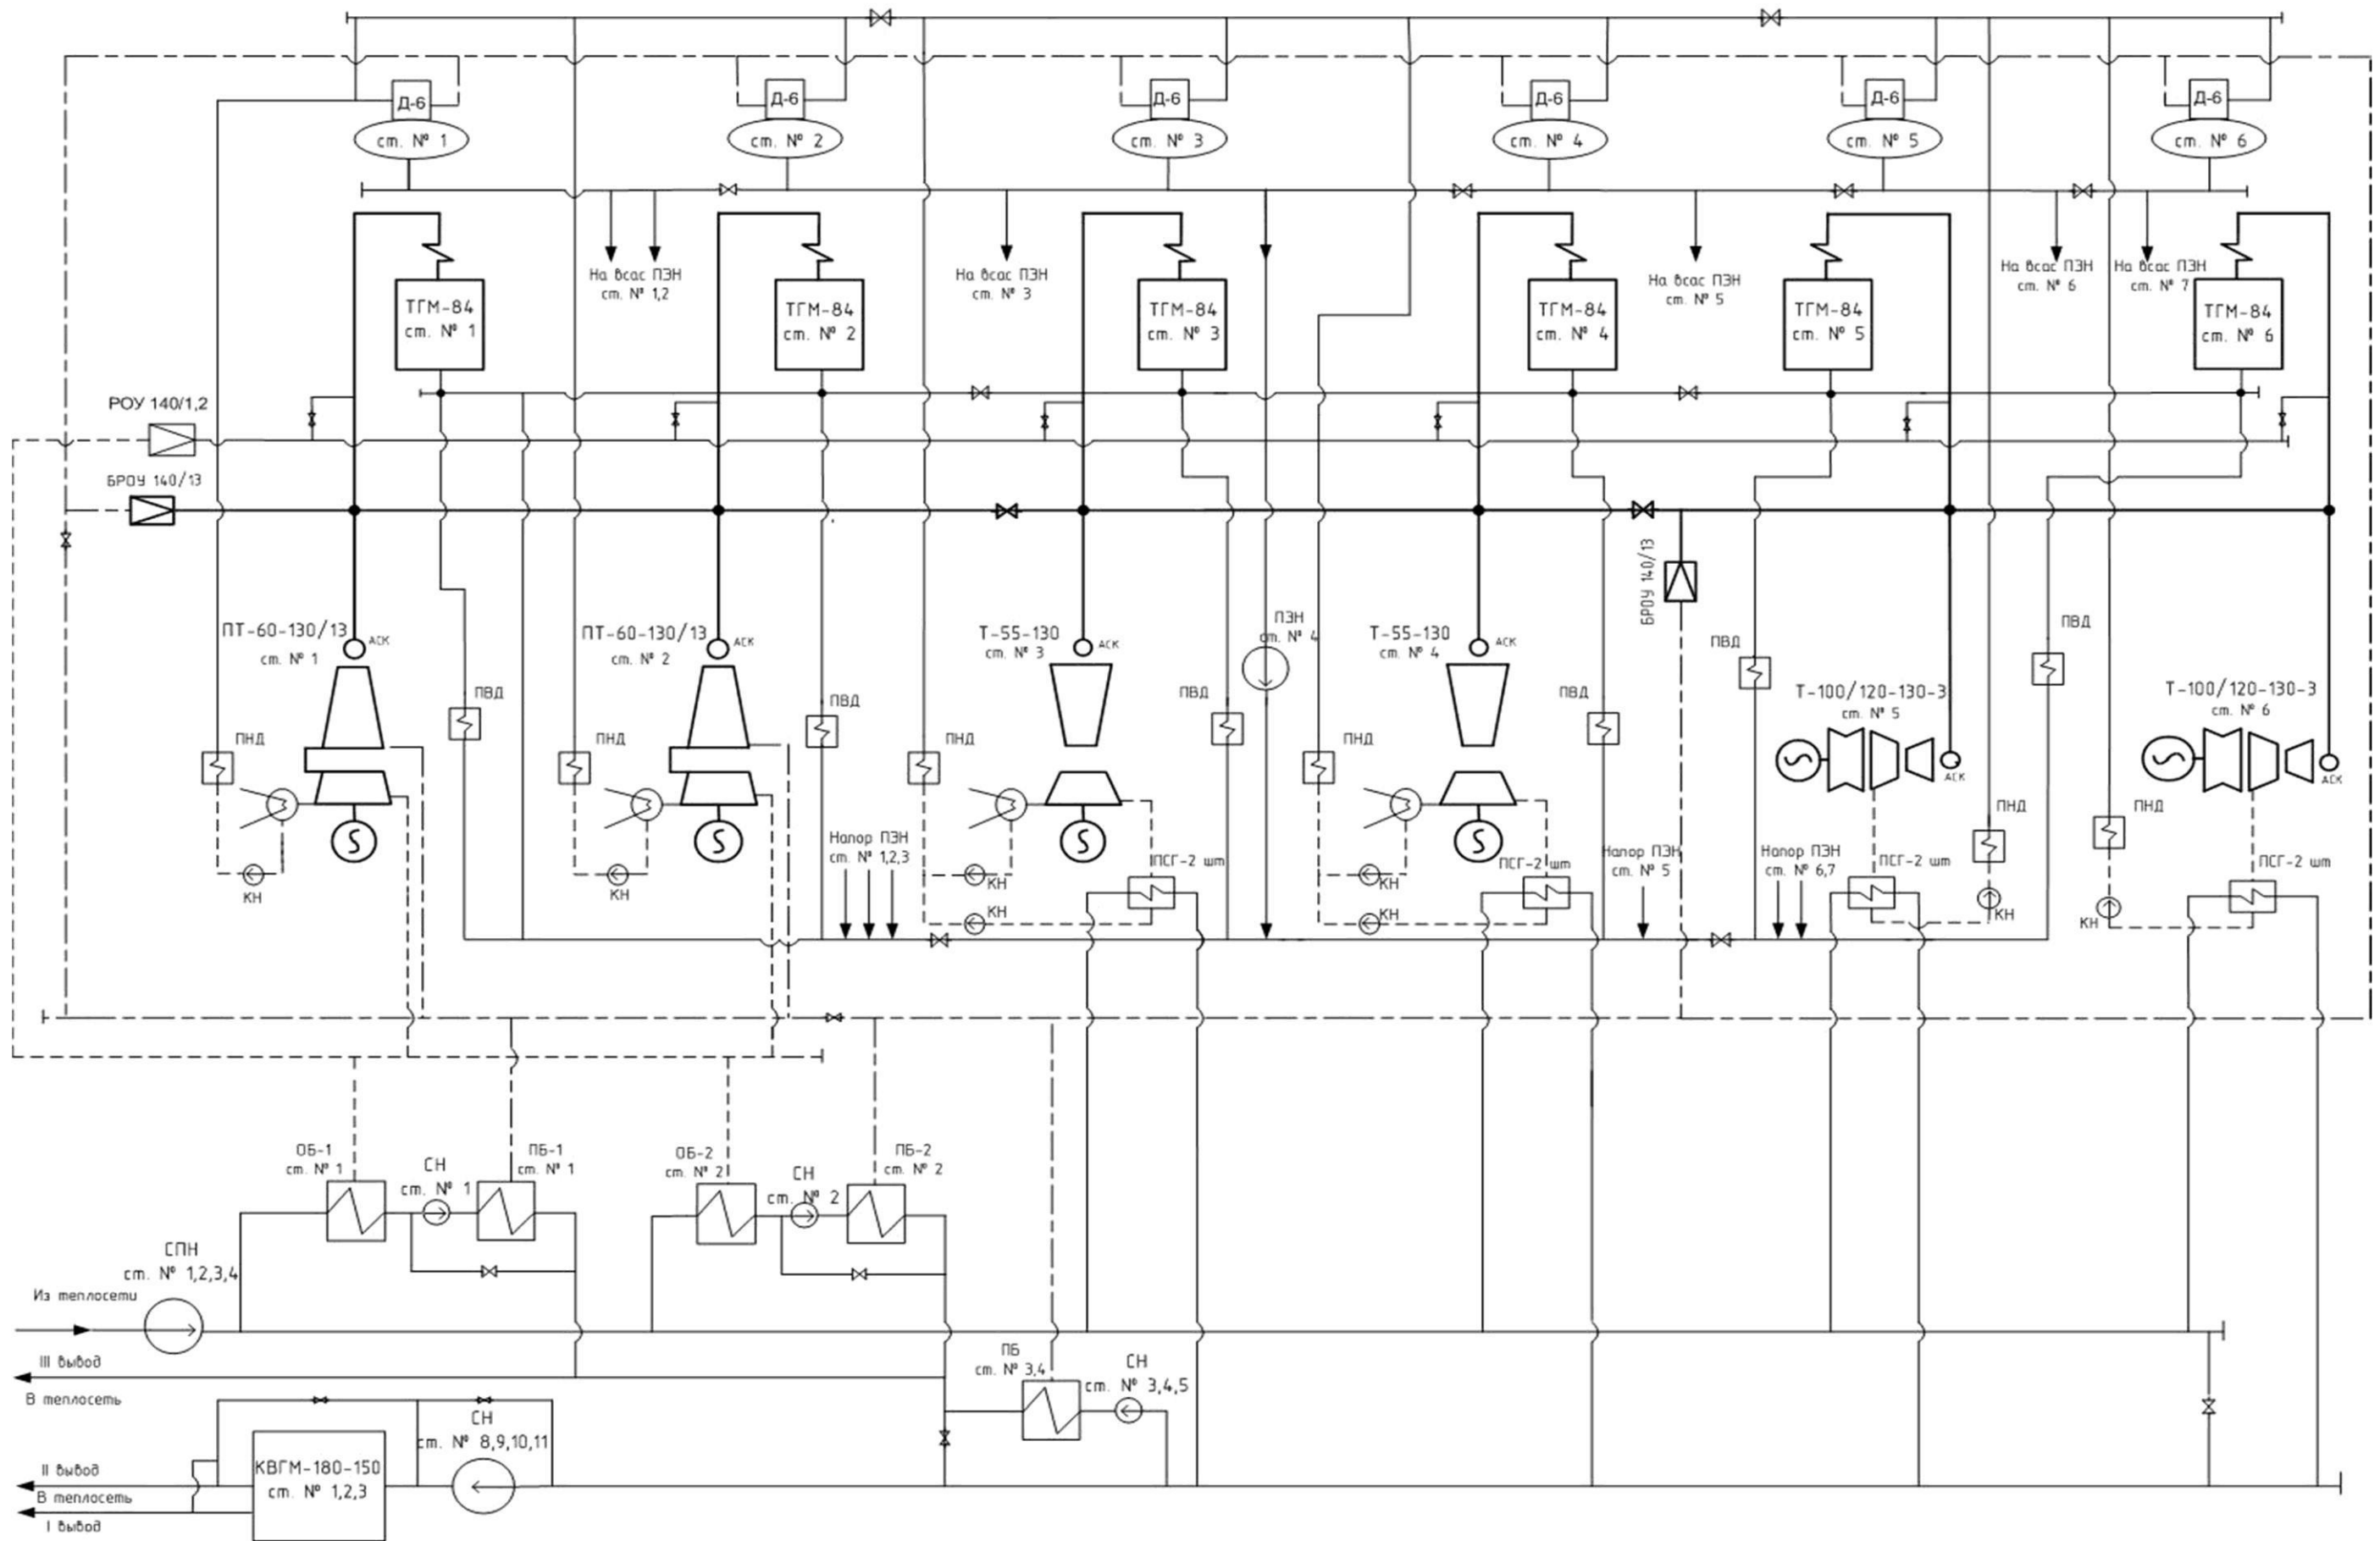 Д-6
ст. № 1
Д-6
ст. № 2
Д-6
ст. № 3
Д-6
ст. № 4
Д-6
ст. № 5
Д-6
ст. № 6
На всас ПЭН
ст. № 1,2
На всас ПЭН
ст. № 3
На всас ПЭН
ст. № 5
На всас ПЭН
ст. № 6
На всас ПЭН
ст. № 7
ТГМ-84
ст. № 1
ТГМ-84
ст. № 2
ТГМ-84
ст. № 3
ТГМ-84
ст. № 4
ТГМ-84
ст. № 5
ТГМ-84
ст. № 6
РОУ 140/1,2
БРОУ 140/13
БРОУ 140/13
ПТ-60-130/13
ст. № 1
АСК
ПТ-60-130/13
ст. № 2
АСК
Т-55-130
ст. № 3
АСК
ПЭН
ст. № 4
Т-55-130
ст. № 4
АСК
Т-100/120-130-3
ст. № 5
АСК
Т-100/120-130-3
ст. № 6
АСК
ПВД
ПВД
ПВД
ПВД
ПВД
ПВД
ПНД
ПНД
ПНД
ПНД
ПНД
ПНД
S
S
S
S
КН
КН
КН
КН
КН
КН
КН
КН
Напор ПЭН
ст. № 1,2,3
ПСГ-2 шт
ПСГ-2 шт
Напор ПЭН
ст. № 5
Напор ПЭН
ст. № 6,7
ПСГ-2 шт
ПСГ-2 шт
ОБ-1
ст. № 1
СН
ст. № 1
ПБ-1
ст. № 1
ОБ-2
ст. № 2
СН
ст. № 2
ПБ-2
ст. № 2
СПН
ст. № 1,2,3,4
Из теплосети
III вывод
В теплосеть
ПБ
ст. № 3,4
СН
ст. № 3,4,5
СН
ст. № 8,9,10,11
КВГМ-180-150
ст. № 1,2,3
II вывод
В теплосеть
I вывод